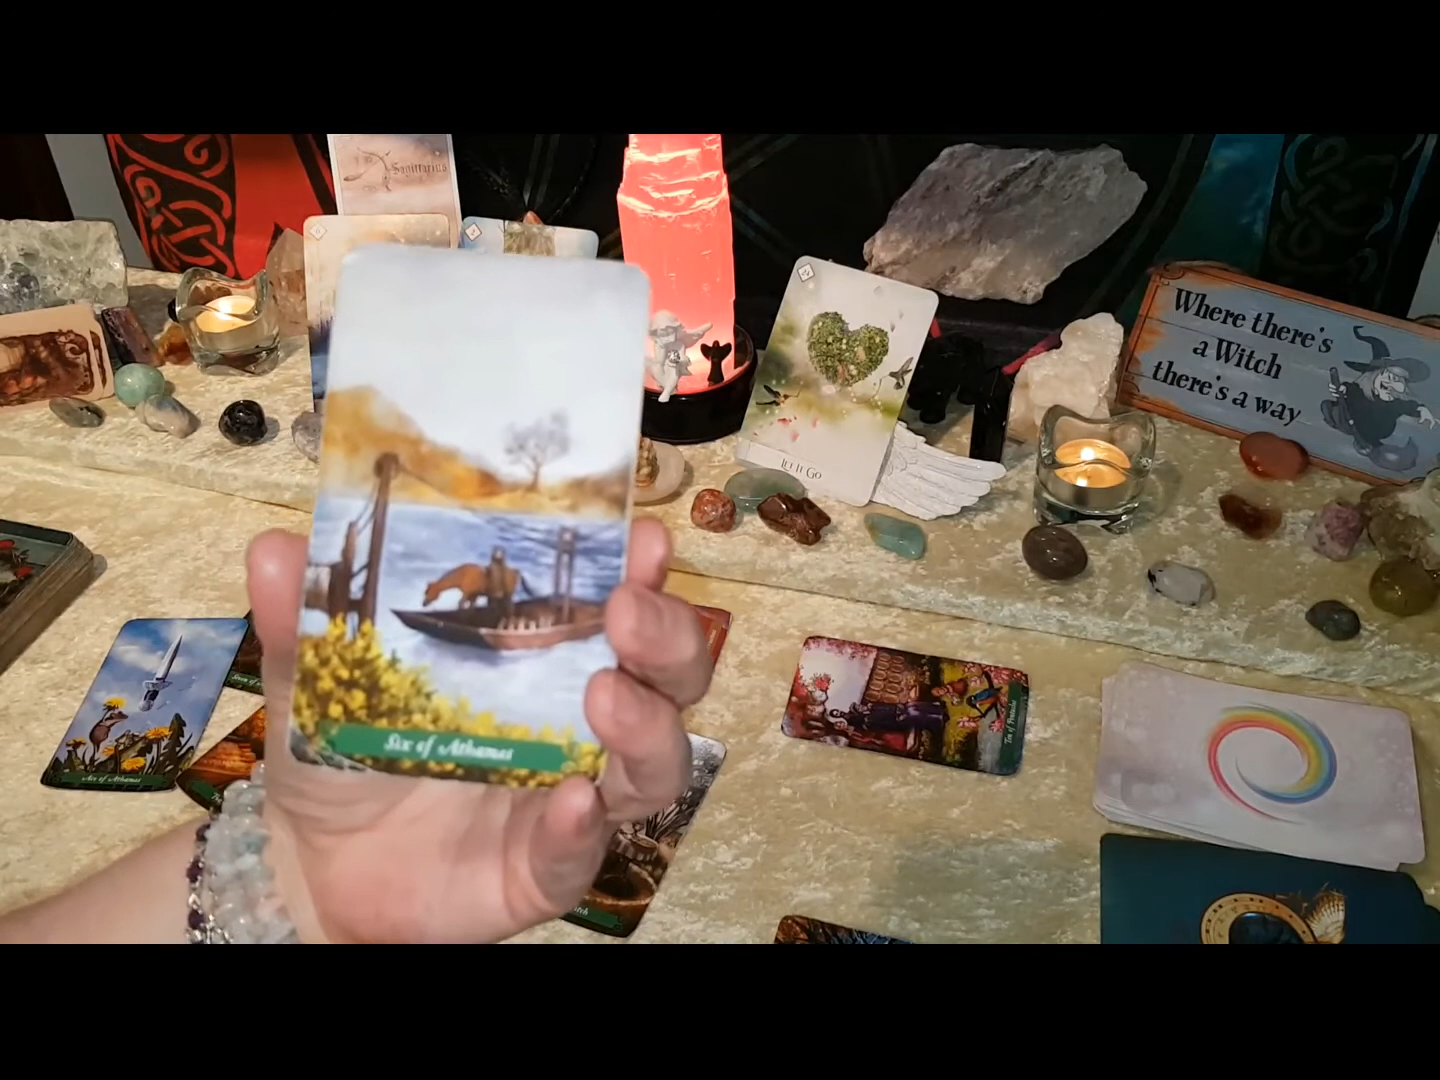 Sagittarius
Where there's
a Witch
there's a way
Let It Go
Six of Athames
Ace of Athames
Ten of Pentacles